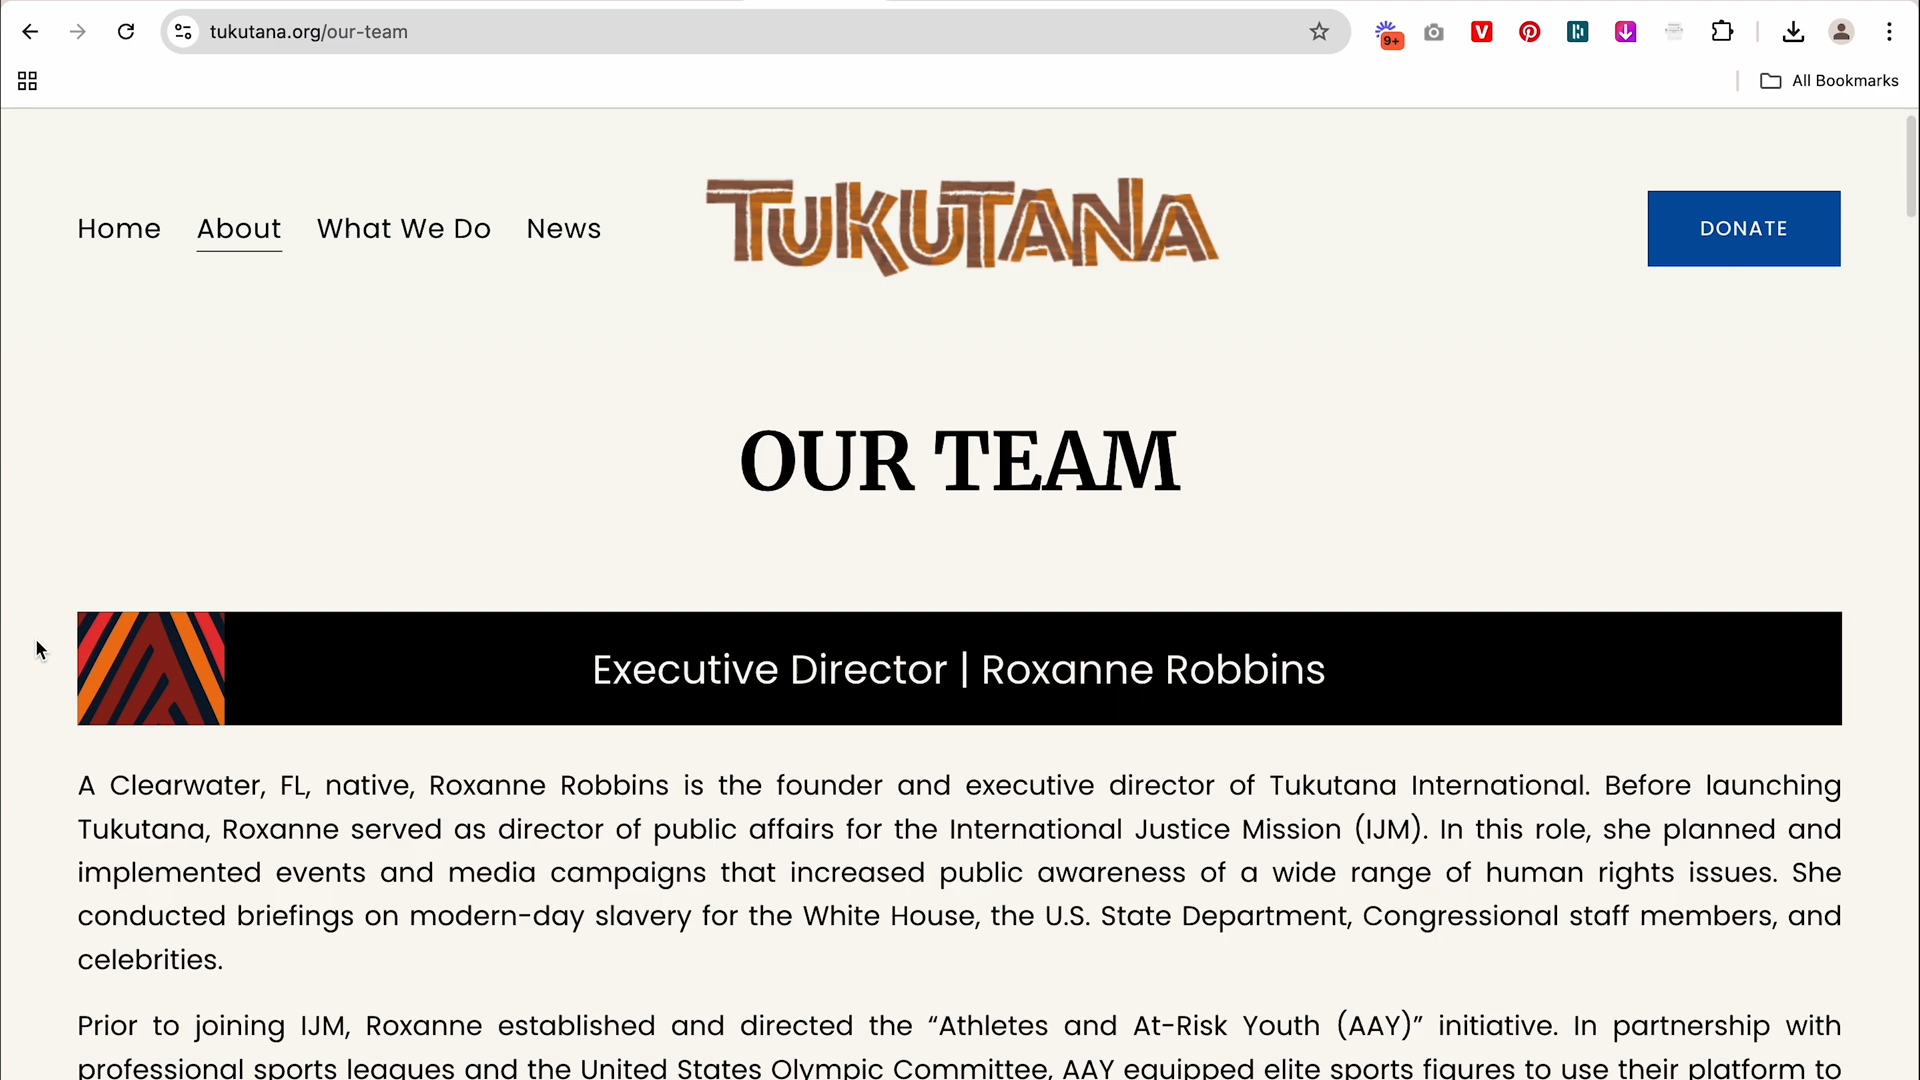 tukutana.org/our-team
9+
All Bookmarks
Home About What We Do News
TUKUTANA
DONATE
OUR TEAM
Executive Director | Roxanne Robbins
A Clearwater, FL, native, Roxanne Robbins is the founder and executive director of Tukutana International. Before launching
Tukutana, Roxanne served as director of public affairs for the International Justice Mission (IJM). In this role, she planned and
implemented events and media campaigns that increased public awareness of a wide range of human rights issues. She
conducted briefings on modern-day slavery for the White House, the U.S. State Department, Congressional staff members, and
celebrities.
Prior to joining IJM, Roxanne established and directed the “Athletes and At-Risk Youth (AAY)” initiative. In partnership with
professional sports leagues and the United States Olympic Committee, AAY equipped elite sports figures to use their platform to